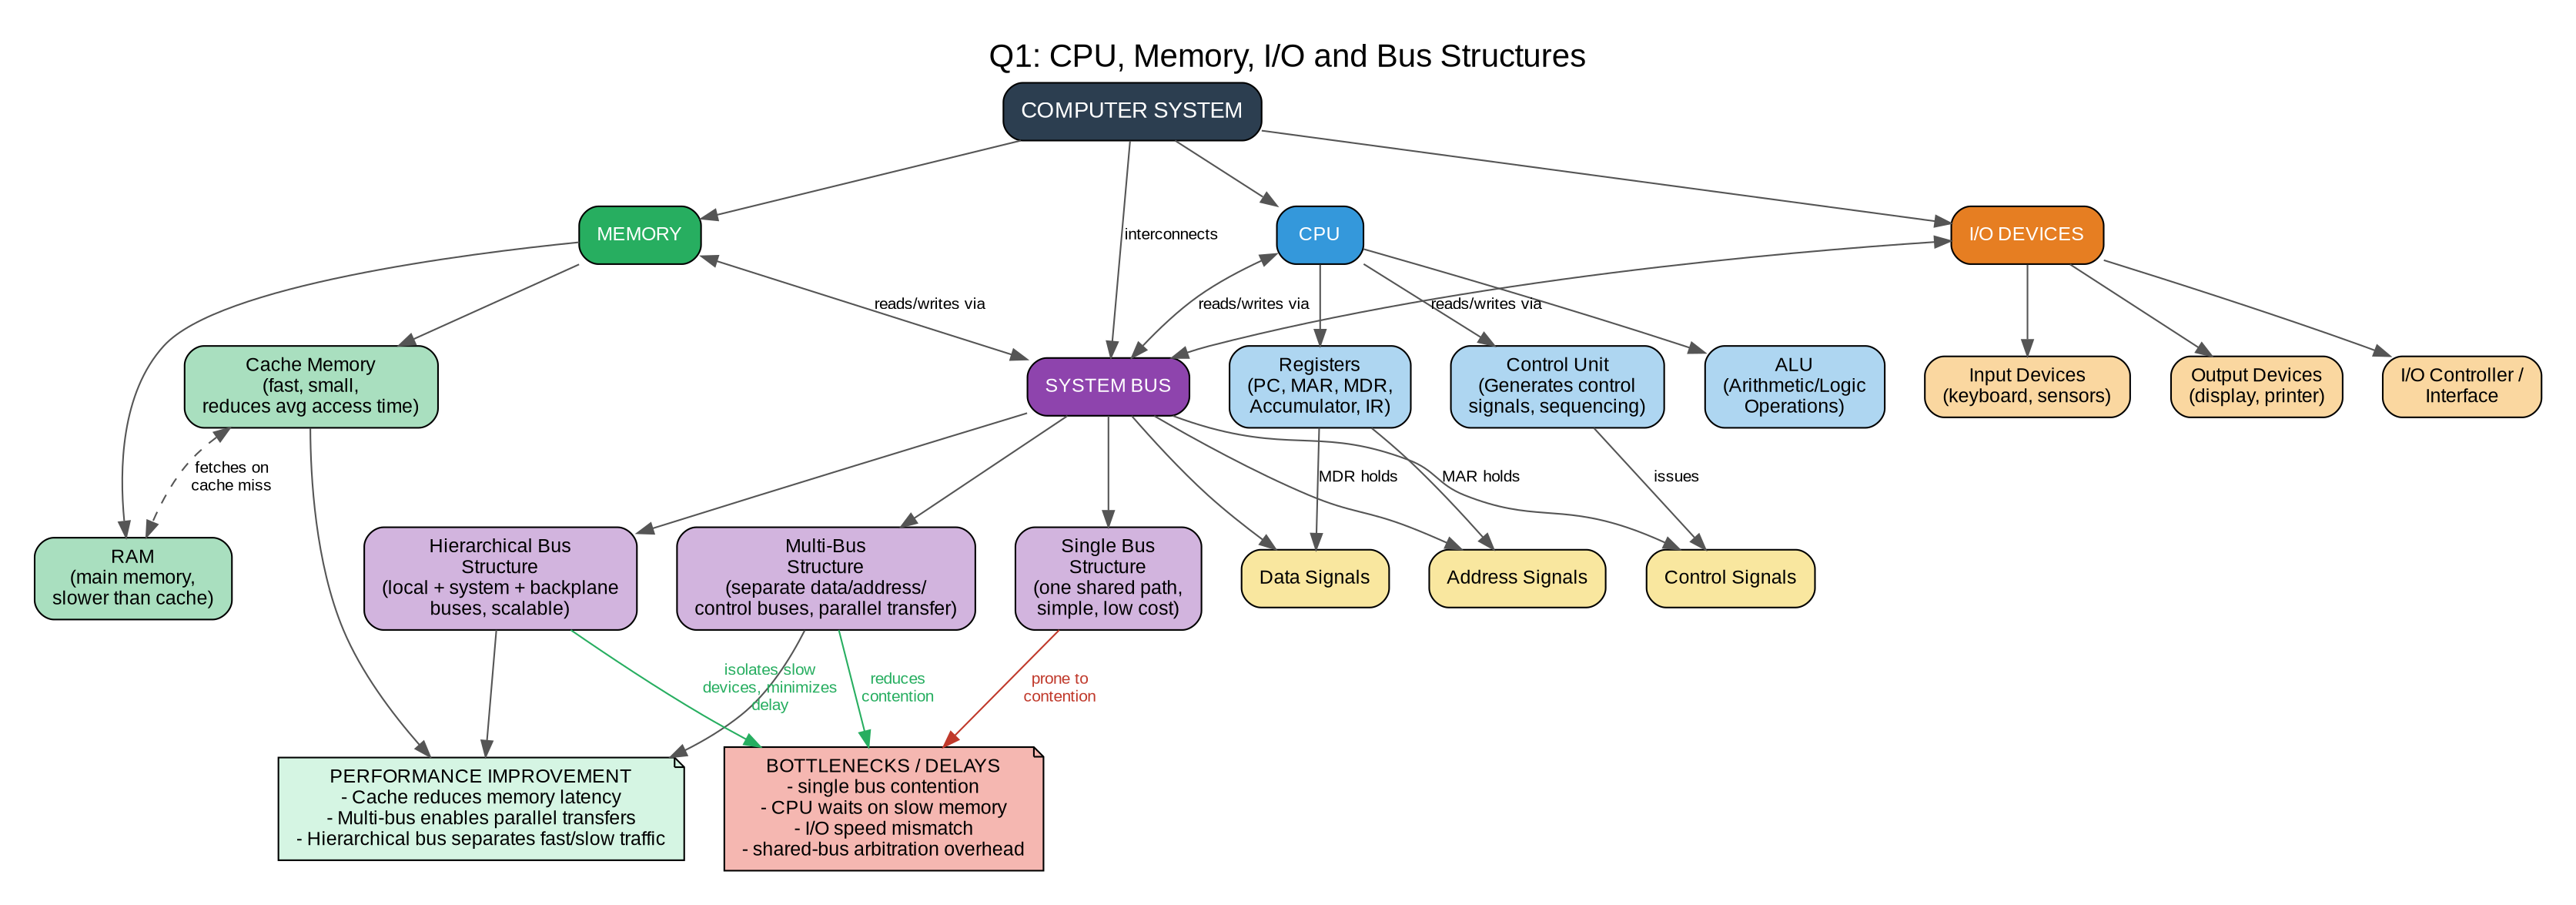 Q1: CPU, Memory, I/O and Bus Structures
COMPUTER SYSTEM
MEMORY
interconnects
CPU
I/O DEVICES
reads/writes via
reads/writes via
reads/writes via
Cache Memory
(fast, small,
reduces avg access time)
SYSTEM BUS
Registers
(PC, MAR, MDR,
Accumulator, IR)
Control Unit
(Generates control
signals, sequencing)
ALU
(Arithmetic/Logic
Operations)
Input Devices
(keyboard, sensors)
Output Devices
(display, printer)
I/O Controller /
Interface
fetches on
cache miss
MDR holds
MAR holds
issues
RAM
(main memory,
slower than cache)
Hierarchical Bus
Structure
(local + system + backplane
buses, scalable)
Multi-Bus
Structure
(separate data/address/
control buses, parallel transfer)
Single Bus
Structure
(one shared path,
simple, low cost)
Data Signals
Address Signals
Control Signals
isolates slow
devices, minimizes
delay
reduces
contention
prone to
contention
PERFORMANCE IMPROVEMENT
- Cache reduces memory latency
- Multi-bus enables parallel transfers
- Hierarchical bus separates fast/slow traffic
BOTTLENECKS / DELAYS
- single bus contention
- CPU waits on slow memory
- I/O speed mismatch
- shared-bus arbitration overhead